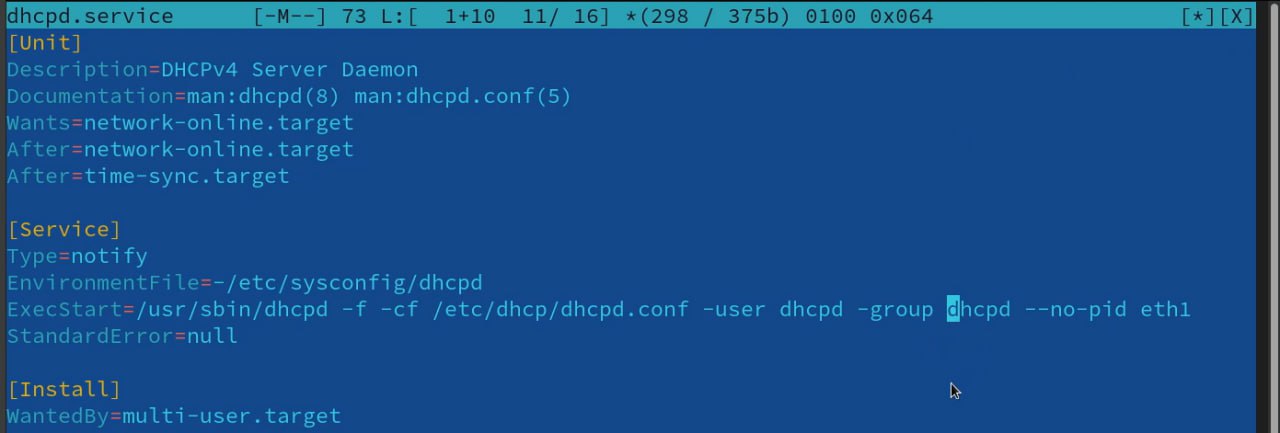 dhcpd.service [-M--] 73 L:[ 1+10 11/ 16] *(298 / 375b) 0100 0x064 [*][X]
[Unit]
Description=DHCPv4 Server Daemon
Documentation=man:dhcpd(8) man:dhcpd.conf(5)
Wants=network-online.target
After=network-online.target
After=time-sync.target
[Service]
Type=notify
EnvironmentFile=-/etc/sysconfig/dhcpd
ExecStart=/usr/sbin/dhcpd -f -cf /etc/dhcp/dhcpd.conf -user dhcpd -group dhcpd --no-pid eth1
StandardError=null
[Install]
WantedBy=multi-user.target